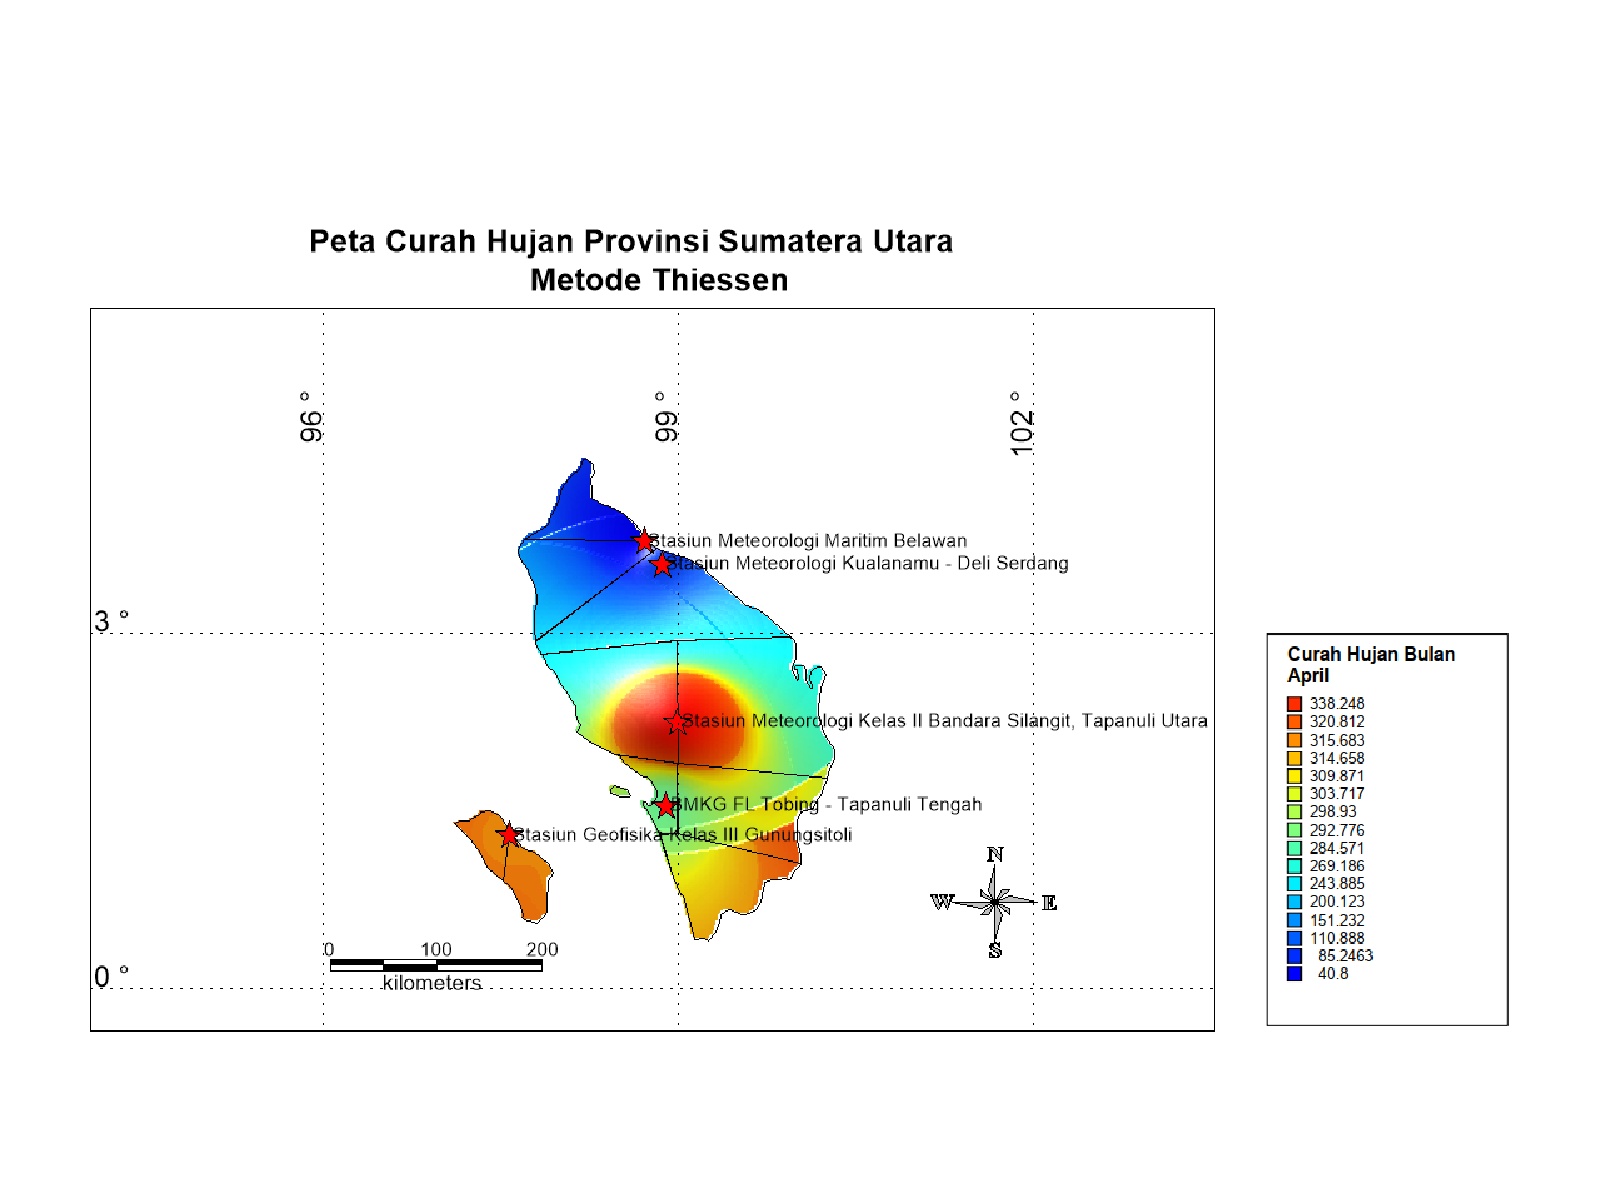 Peta Curah Hujan Provinsi Sumatera Utara
Metode Thiessen
96 °
99 °
102 °
Stasiun Meteorologi Maritim Belawan
Stasiun Meteorologi Kualanamu - Deli Serdang
3 °
Stasiun Meteorologi Kelas II Bandara Silangit, Tapanuli Utara
BMKG FL Tobing - Tapanuli Tengah
Stasiun Geofisika Kelas III Gunungsitoli
N
W
E
S
0 100 200
kilometers
0 °
Curah Hujan Bulan
April
338.248
320.812
315.683
314.658
309.871
303.717
298.93
292.776
284.571
269.186
243.885
200.123
151.232
110.888
85.2463
40.8